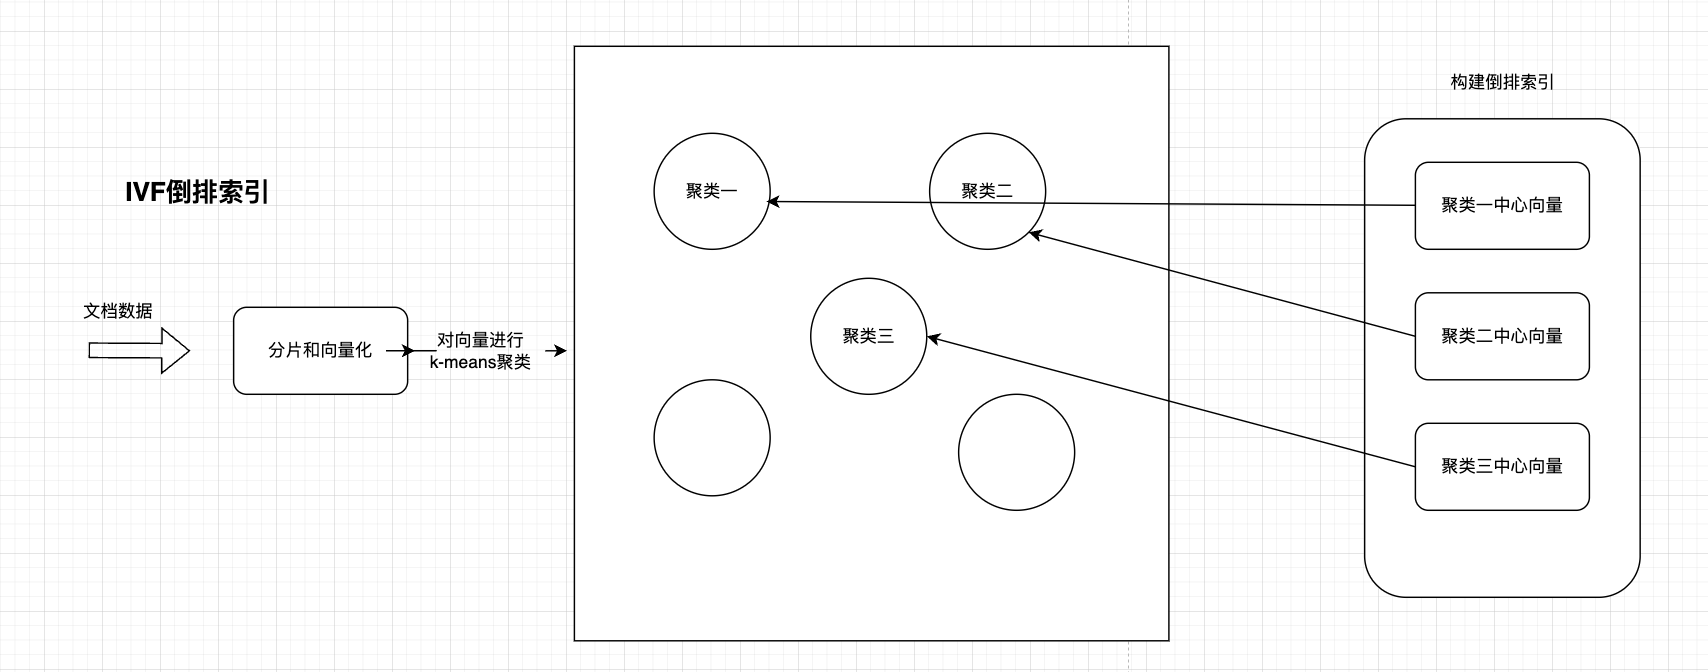 IVF倒排索引
文档数据
分片和向量化
对向量进行
k-means聚类
聚类一
聚类二
聚类三
构建倒排索引
聚类一中心向量
聚类二中心向量
聚类三中心向量